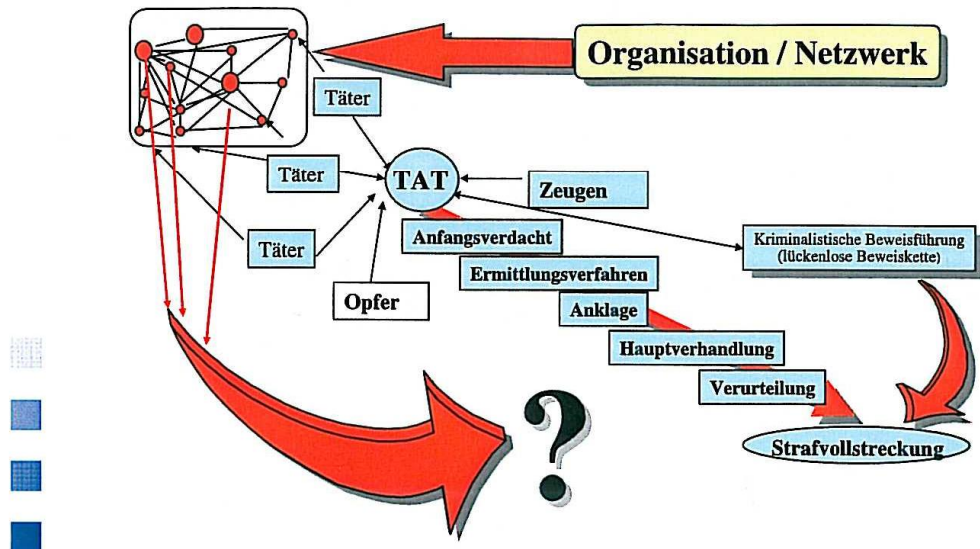 Organisation / Netzwerk
Täter
Täter
TAT
Zeugen
Täter
Anfangsverdacht
Kriminalistische Beweisführung
(lückenlose Beweiskette)
Ermittlungsverfahren
Opfer
Anklage
Hauptverhandlung
Verurteilung
?
Strafvollstreckung